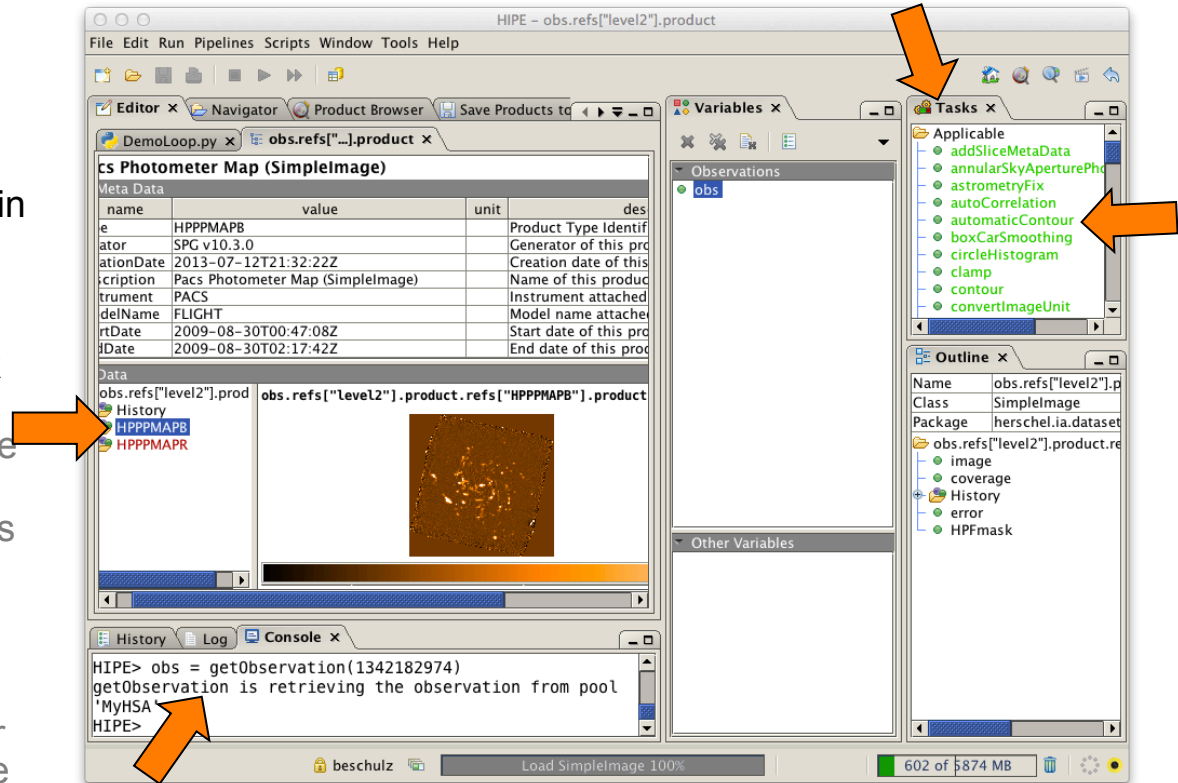 in
e
s
r
e
HIPE – obs.refs["level2"].product
File Edit Run Pipelines Scripts Window Tools Help
Editor × Navigator Product Browser Save Products to
DemoLoop.py × obs.refs["…].product ×
cs Photometer Map (SimpleImage)
Meta Data
name value unit des
e HPPPMAPB Product Type Identif
ator SPG v10.3.0 Generator of this pro
ationDate 2013-07-12T21:32:22Z Creation date of this
scription Pacs Photometer Map (SimpleImage) Name of this produc
trument PACS Instrument attached
delName FLIGHT Model name attache
rtDate 2009-08-30T00:47:08Z Start date of this pro
dDate 2009-08-30T02:17:42Z End date of this prod
Data
obs.refs["level2"].prod
History
HPPPMAPB
HPPPMAPR
obs.refs["level2"].product.refs["HPPPMAPB"].product
History Log Console ×
HIPE> obs = getObservation(1342182974)
getObservation is retrieving the observation from pool
'MyHSA'
HIPE>
Variables ×
Observations
obs
Other Variables
Tasks ×
Applicable
addSliceMetaData
annularSkyAperturePho
astrometryFix
autoCorrelation
automaticContour
boxCarSmoothing
circleHistogram
clamp
contour
convertImageUnit
Outline ×
Name obs.refs["level2"].p
Class SimpleImage
Package herschel.ia.dataset
obs.refs["level2"].product.re
image
coverage
History
error
HPFmask
beschulz
Load SimpleImage 100%
602 of 5874 MB